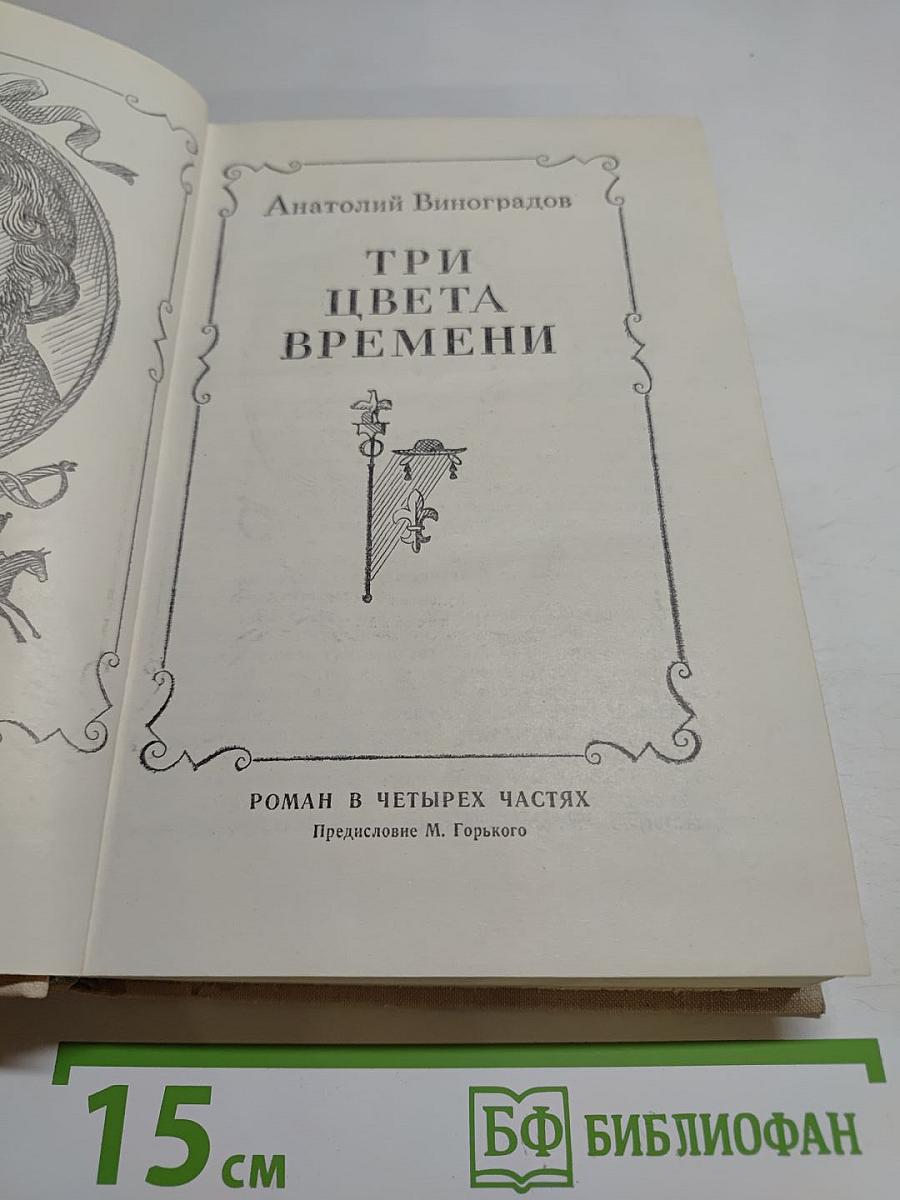 Анатолий Виноградов
ТРИ
ЦВЕТА
ВРЕМЕНИ
РОМАН В ЧЕТЫРЕХ ЧАСТЯХ
Предисловие М. Горького
15 см
БФ БИБЛИОФАН